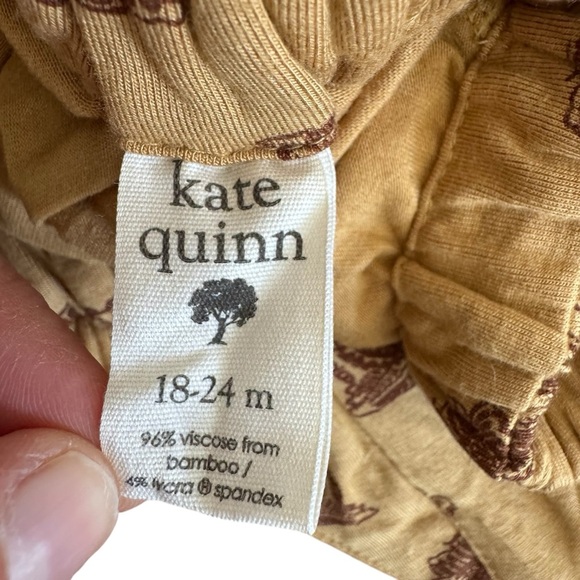 kate
quinn
18-24 m
96% viscose from
bamboo /
4% lycra ® spandex